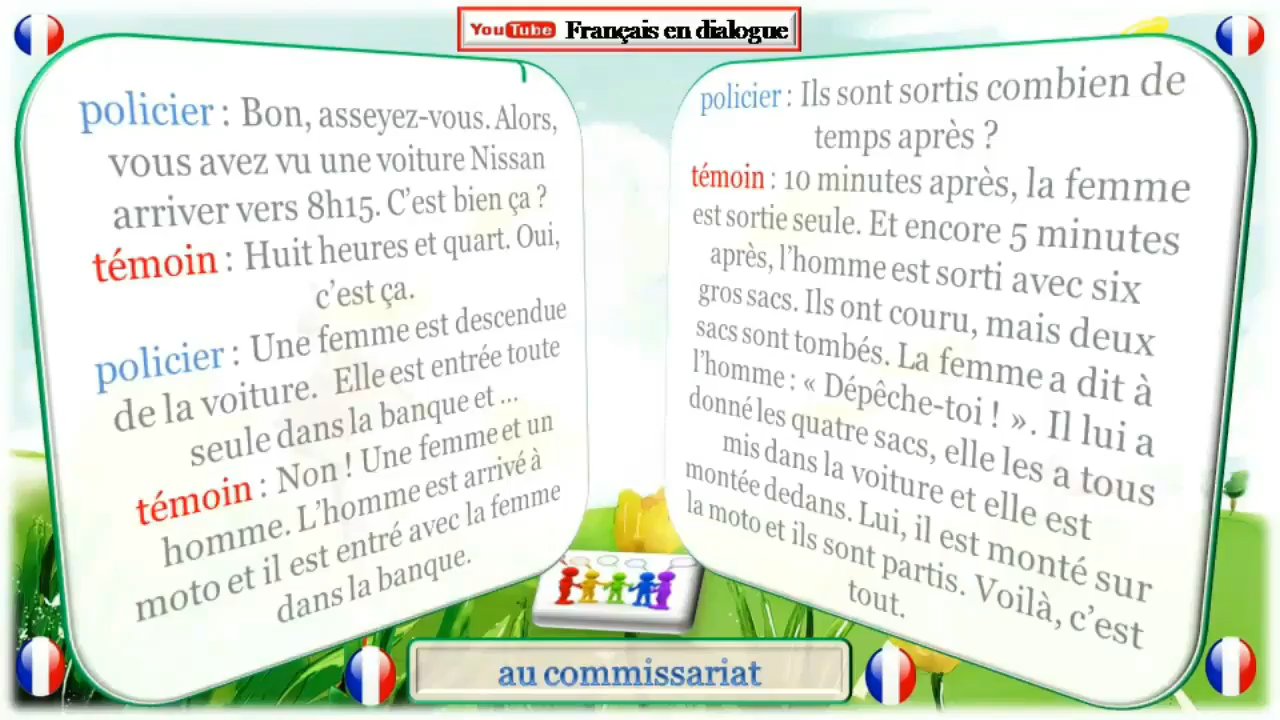 YouTube Français en dialogue
policier : Bon, asseyez-vous. Alors,
vous avez vu une voiture Nissan
arriver vers 8h15. C’est bien ça ?
témoin : Huit heures et quart. Oui,
c’est ça.
policier : Une femme est descendue
de la voiture. Elle est entrée toute
seule dans la banque et ...
témoin : Non ! Une femme et un
homme. L’homme est arrivé à
moto et il est entré avec la femme
dans la banque.
policier : Ils sont sortis combien de
temps après ?
témoin : 10 minutes après, la femme
est sortie seule. Et encore 5 minutes
après, l’homme est sorti avec six
gros sacs. Ils ont couru, mais deux
sacs sont tombés. La femme a dit à
l’homme : « Dépêche-toi ! ». Il lui a
donné les quatre sacs, elle les a tous
mis dans la voiture et elle est
montée dedans. Lui, il est monté sur
la moto et ils sont partis. Voilà, c’est
tout.
au commissariat